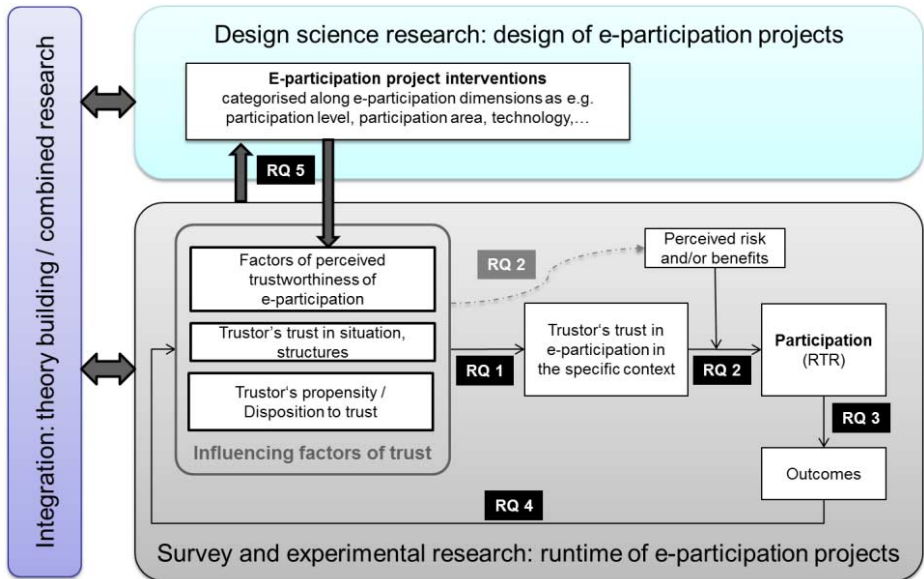 Integration: theory building / combined research
Design science research: design of e-participation projects
E-participation project interventions
categorised along e-participation dimensions as e.g.
participation level, participation area, technology,…
RQ 5
Factors of perceived
trustworthiness of
e-participation
Trustor's trust in situation,
structures
Trustor‘s propensity /
Disposition to trust
Influencing factors of trust
RQ 2
Perceived risk
and/or benefits
RQ 1
Trustor‘s trust in
e-participation in
the specific context
RQ 2
Participation
(RTR)
RQ 3
Outcomes
RQ 4
Survey and experimental research: runtime of e-participation projects